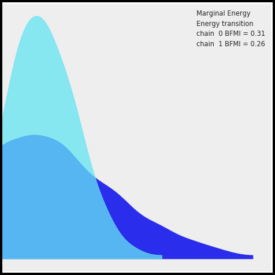 Marginal Energy
Energy transition
chain  0 BFMI = 0.31
chain  1 BFMI = 0.26